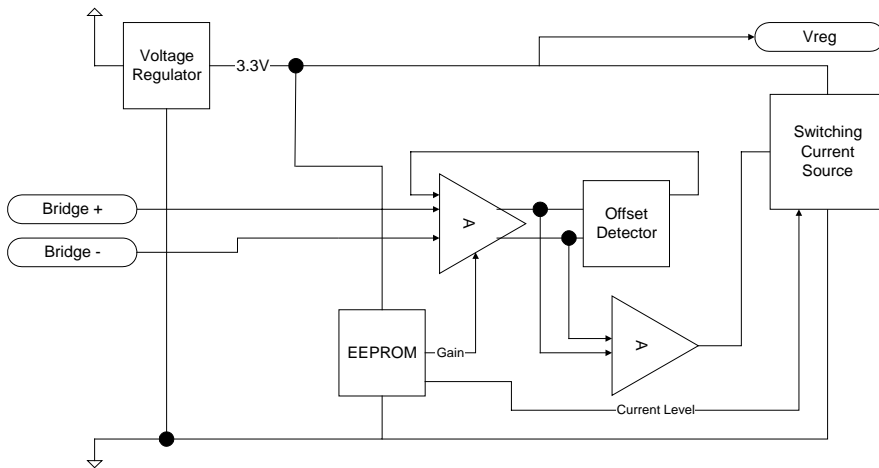 Vreg
Voltage
Regulator
3.3V
Switching
Current
Source
Bridge +
Bridge -
A
Offset
Detector
EEPROM
Gain
A
Current Level